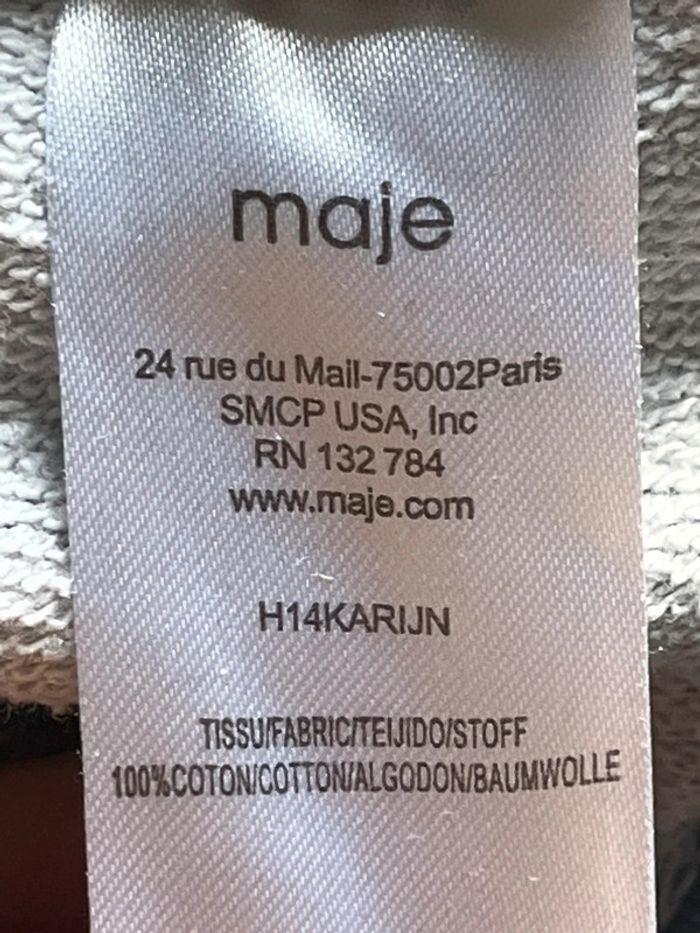 maje
24 rue du Mail-75002Paris
SMCP USA, Inc
RN 132 784
www.maje.com
H14KARIJN
TISSU/FABRIC/TEIJIDO/STOFF
100%COTON/COTTON/ALGODON/BAUMWOLLE